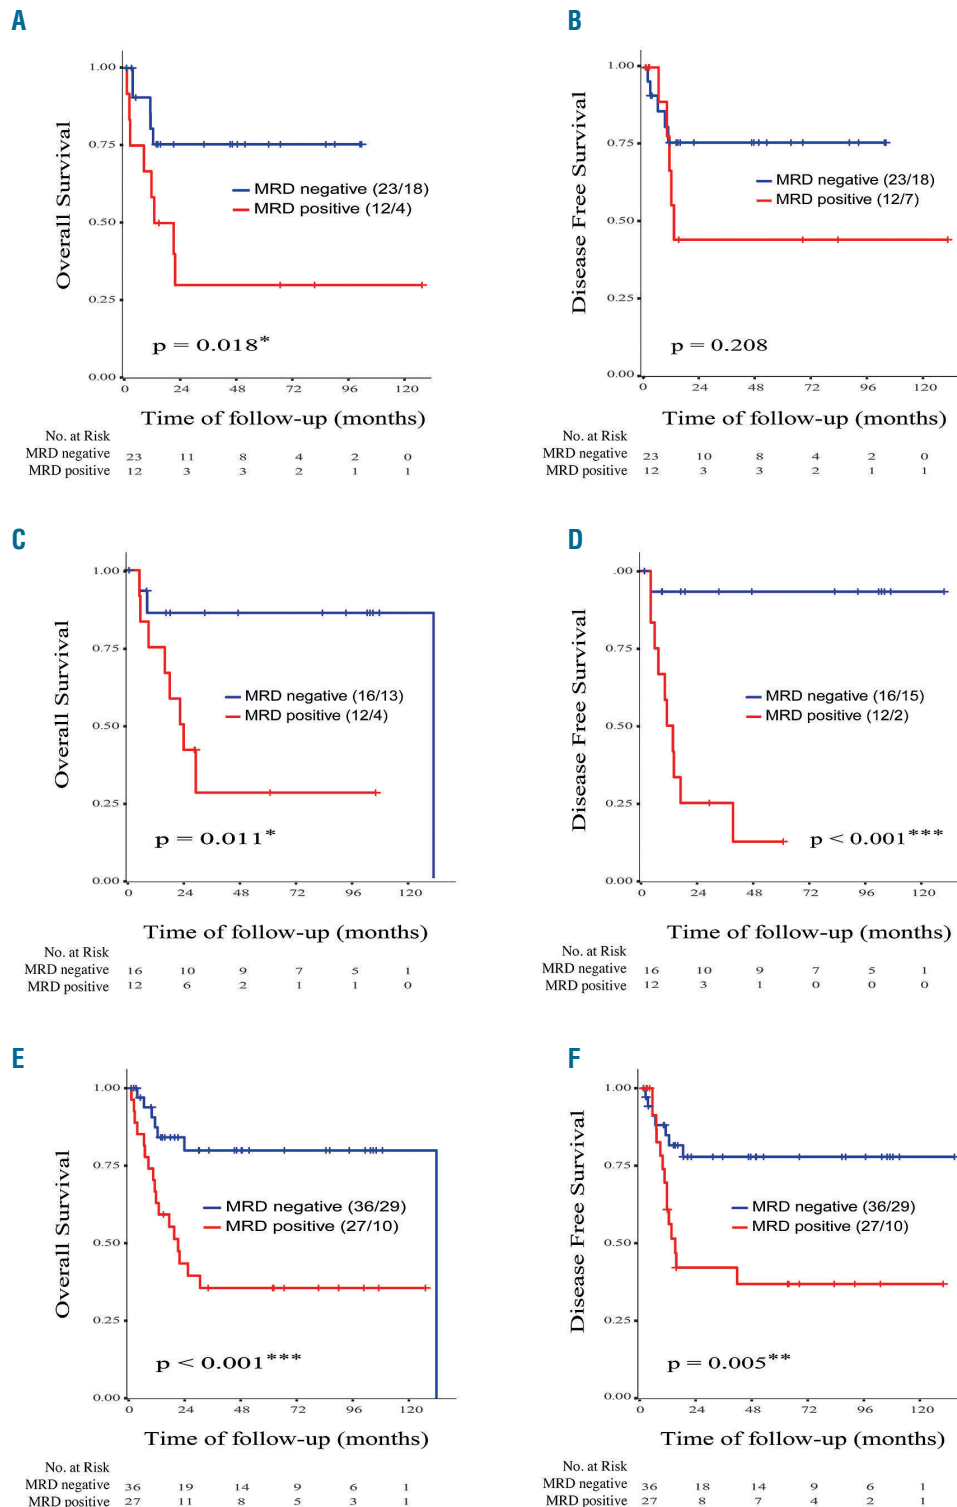 A
Overall Survival
1.00
0.75
0.50
0.25
0.00
MRD negative (23/18)
MRD positive (12/4)
p = 0.018*
0 24 48 72 96 120
Time of follow-up (months)
No. at Risk
MRD negative 23 11 8 4 2 0
MRD positive 12 3 3 2 1 1
B
Disease Free Survival
1.00
0.75
0.50
0.25
0.00
MRD negative (23/18)
MRD positive (12/7)
p = 0.208
0 24 48 72 96 120
Time of follow-up (months)
No. at Risk
MRD negative 23 10 8 4 2 0
MRD positive 12 3 3 2 1 1
C
Overall Survival
1.00
0.75
0.50
0.25
0.00
MRD negative (16/13)
MRD positive (12/4)
p = 0.011*
0 24 48 72 96 120
Time of follow-up (months)
No. at Risk
MRD negative 16 10 9 7 5 1
MRD positive 12 6 2 1 1 0
D
Disease Free Survival
.00
0.75
0.50
0.25
0.00
MRD negative (16/15)
MRD positive (12/2)
p < 0.001***
0 24 48 72 96 120
Time of follow-up (months)
No. at Risk
MRD negative 16 10 9 7 5 1
MRD positive 12 3 1 0 0 0
E
Overall Survival
1.00
0.75
0.50
0.25
0.00
MRD negative (36/29)
MRD positive (27/10)
p < 0.001***
0 24 48 72 96 120
Time of follow-up (months)
No. at Risk
MRD negative 36 19 14 9 6 1
MRD positive 27 11 8 5 3 1
F
Disease Free Survival
1.00
0.75
0.50
0.25
0.00
MRD negative (36/29)
MRD positive (27/10)
p = 0.005**
0 24 48 72 96 120
Time of follow-up (months)
No. at Risk
MRD negative 36 18 14 9 6 1
MRD positive 27 8 7 4 2 1